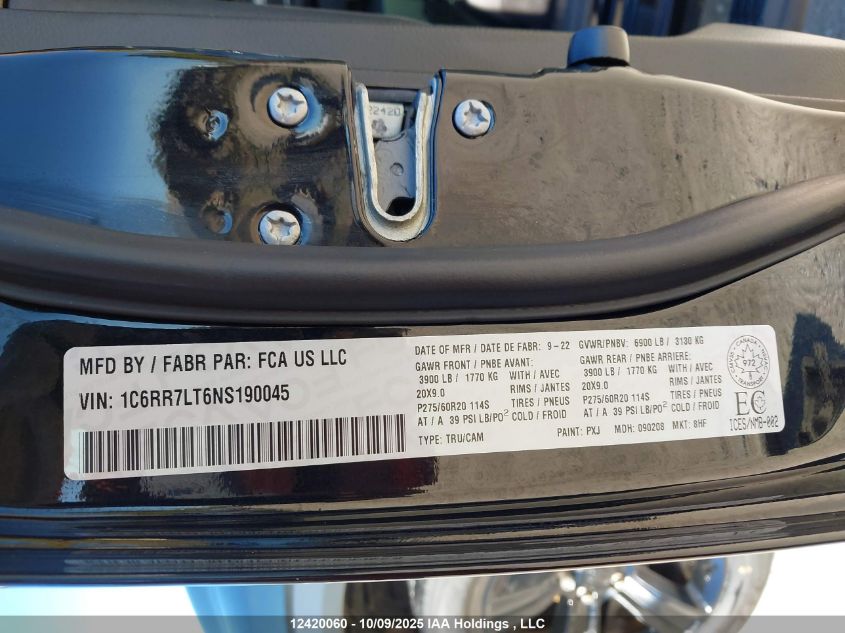 22420
MFD BY / FABR PAR: FCA US LLC
VIN: 1C6RR7LT6NS190045
DATE OF MFR / DATE DE FABR: 9-22
GVWR/PNBV: 6900 LB / 3130 KG
GAWR FRONT / PNBE AVANT:
3900 LB / 1770 KG WITH / AVEC
20X9.0 RIMS / JANTES
P275/60R20 114S TIRES / PNEUS
AT / A 39 PSI LB/PO² COLD / FROID
GAWR REAR / PNBE ARRIERE:
3900 LB / 1770 KG WITH / AVEC
20X9.0 RIMS / JANTES
P275/60R20 114S TIRES / PNEUS
AT / A 39 PSI LB/PO² COLD / FROID
TYPE: TRU/CAM PAINT: PXJ MDH: 090208 MKT: 8HF
CANADA
972
EC
ICES/NMB-002
12420060 - 10/09/2025 IAA Holdings , LLC